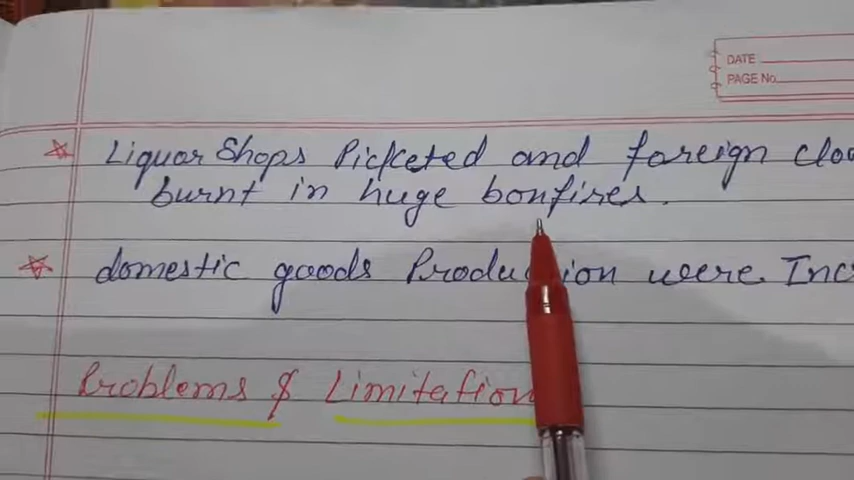 DATE
PAGE No.
Liquor Shops Picketed and foreign
burnt in huge bonfires.
domestic goods Production were
Problems & Limitation